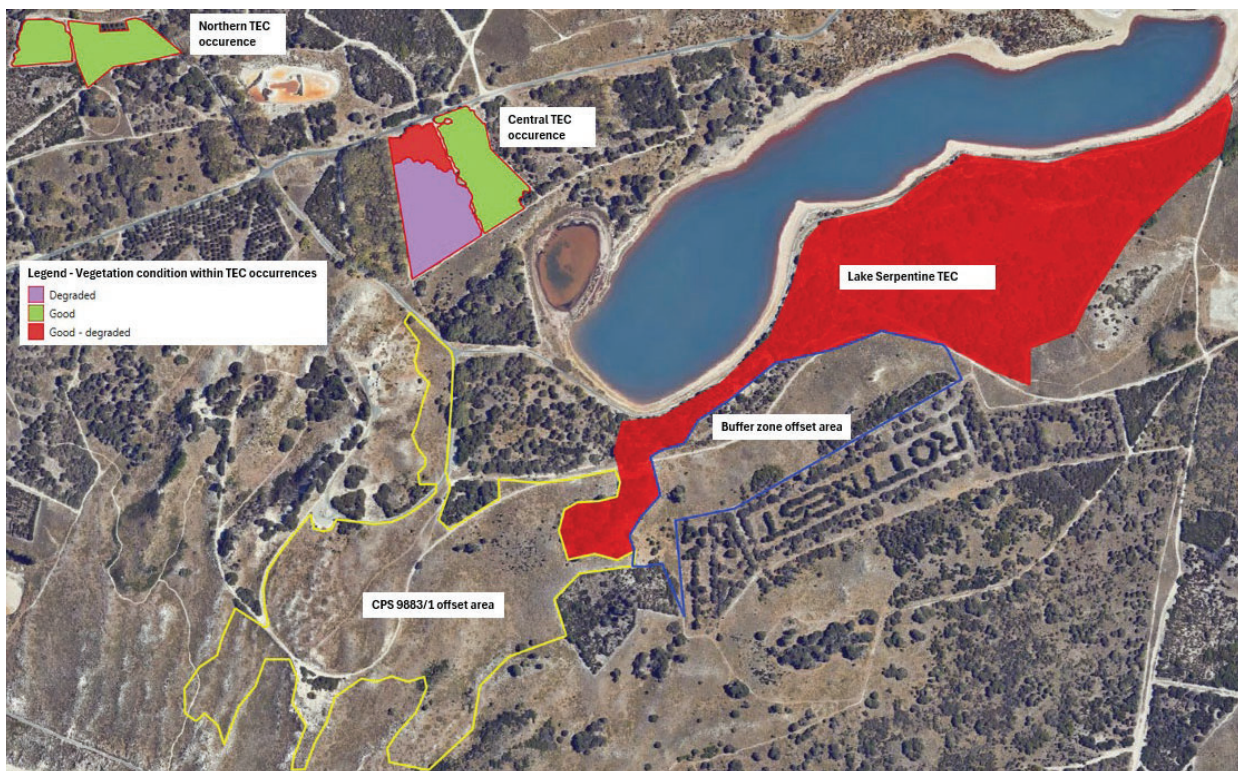 Northern TEC
occurence
Central TEC
occurence
Legend - Vegetation condition within TEC occurrences
Degraded
Good
Good - degraded
Lake Serpentine TEC
Buffer zone offset area
CPS 9883/1 offset area